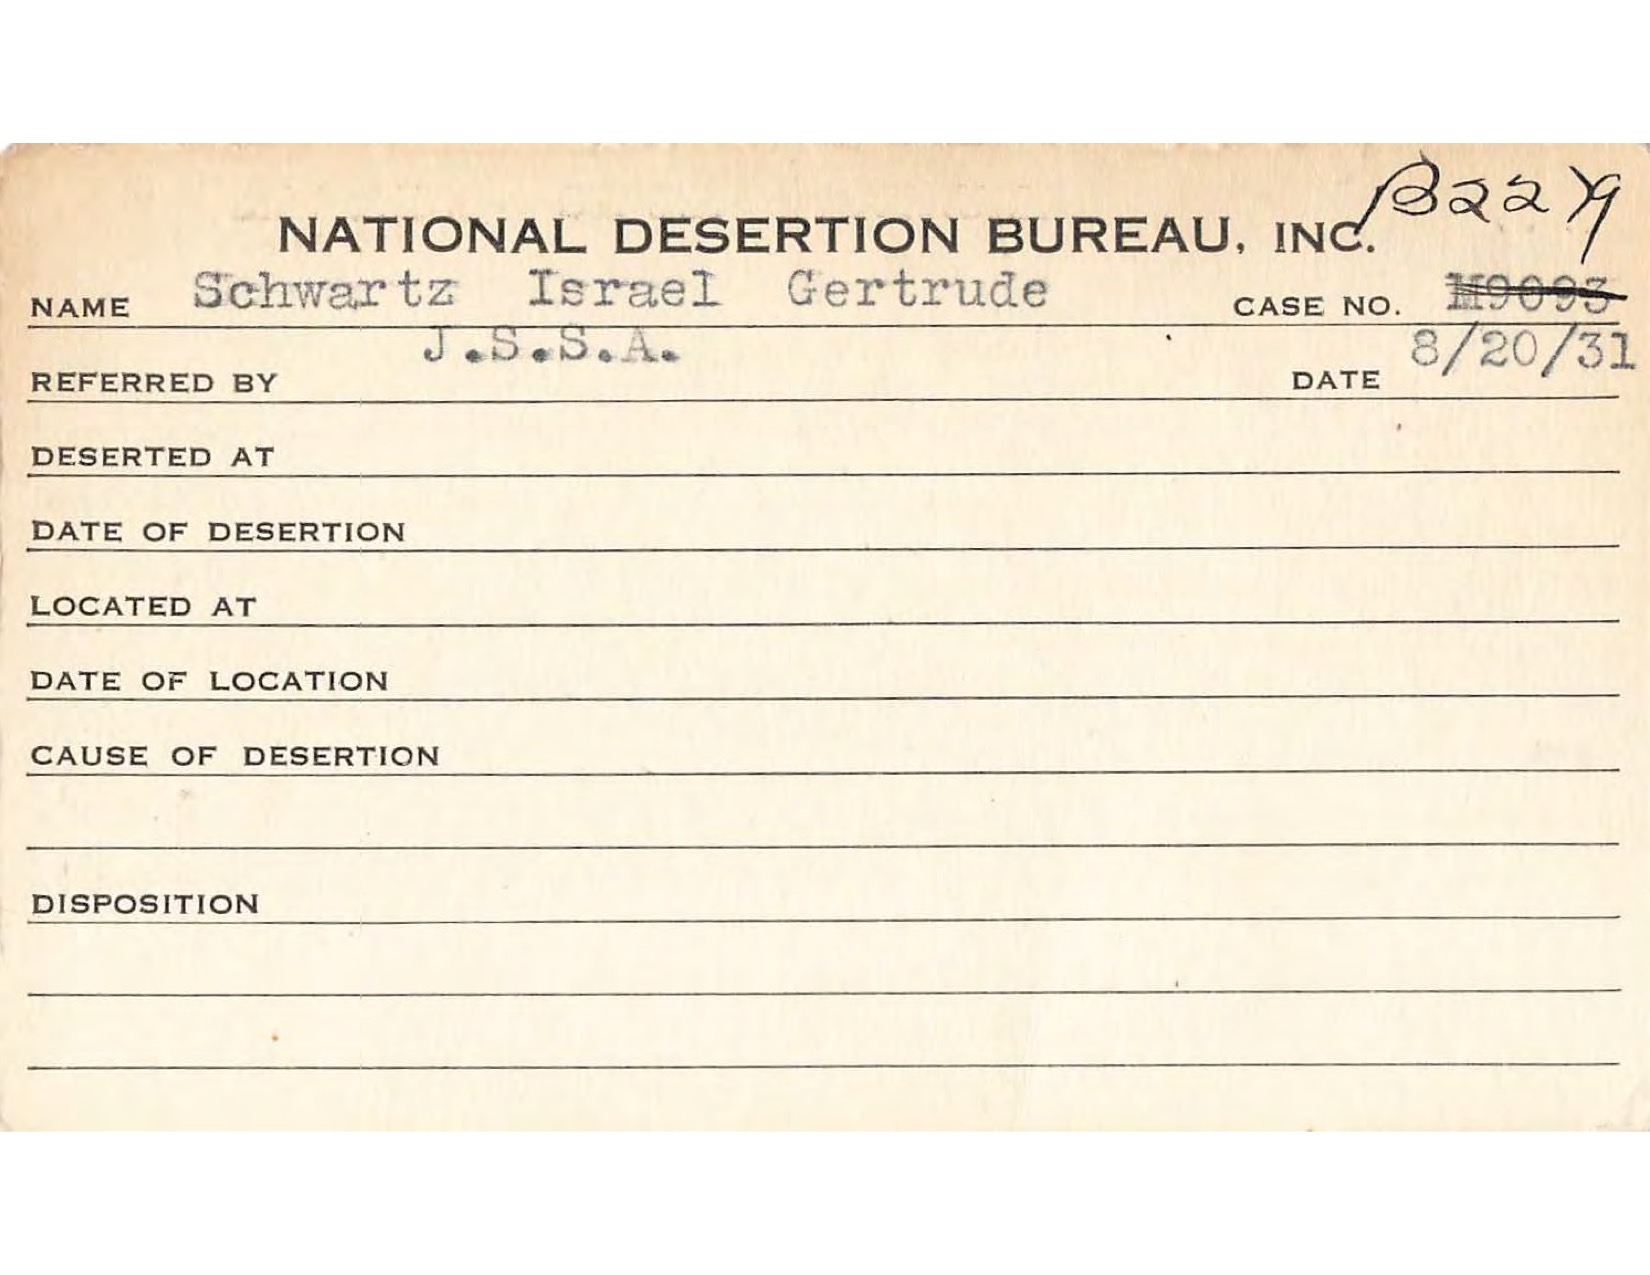 B2279
NATIONAL DESERTION BUREAU, INC.
NAME Schwartz Israel Gertrude CASE NO. M9093
REFERRED BY J.S.S.A. DATE 8/20/31
DESERTED AT
DATE OF DESERTION
LOCATED AT
DATE OF LOCATION
CAUSE OF DESERTION
DISPOSITION